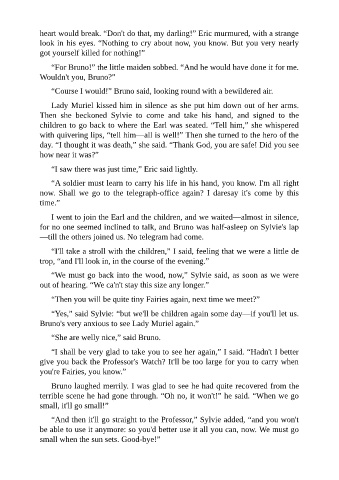 heart would break. “Don't do that, my darling!” Eric murmured, with a strange
look in his eyes. “Nothing to cry about now, you know. But you very nearly
got yourself killed for nothing!”
“For Bruno!” the little maiden sobbed. “And he would have done it for me.
Wouldn't you, Bruno?”
“Course I would!” Bruno said, looking round with a bewildered air.
Lady Muriel kissed him in silence as she put him down out of her arms.
Then she beckoned Sylvie to come and take his hand, and signed to the
children to go back to where the Earl was seated. “Tell him,” she whispered
with quivering lips, “tell him—all is well!” Then she turned to the hero of the
day. “I thought it was death,” she said. “Thank God, you are safe! Did you see
how near it was?”
“I saw there was just time,” Eric said lightly.
“A soldier must learn to carry his life in his hand, you know. I'm all right
now. Shall we go to the telegraph-office again? I daresay it's come by this
time.”
I went to join the Earl and the children, and we waited—almost in silence,
for no one seemed inclined to talk, and Bruno was half-asleep on Sylvie's lap
—till the others joined us. No telegram had come.
“I'll take a stroll with the children,” I said, feeling that we were a little de
trop, “and I'll look in, in the course of the evening.”
“We must go back into the wood, now,” Sylvie said, as soon as we were
out of hearing. “We ca'n't stay this size any longer.”
“Then you will be quite tiny Fairies again, next time we meet?”
“Yes,” said Sylvie: “but we'll be children again some day—if you'll let us.
Bruno's very anxious to see Lady Muriel again.”
“She are welly nice,” said Bruno.
“I shall be very glad to take you to see her again,” I said. “Hadn't I better
give you back the Professor's Watch? It'll be too large for you to carry when
you're Fairies, you know.”
Bruno laughed merrily. I was glad to see he had quite recovered from the
terrible scene he had gone through. “Oh no, it won't!” he said. “When we go
small, it'll go small!”
“And then it'll go straight to the Professor,” Sylvie added, “and you won't
be able to use it anymore: so you'd better use it all you can, now. We must go
small when the sun sets. Good-bye!”